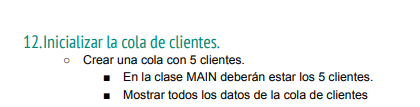 12.Inicializar la cola de clientes.
○ Crear una cola con 5 clientes.
■ En la clase MAIN deberán estar los 5 clientes.
■ Mostrar todos los datos de la cola de clientes